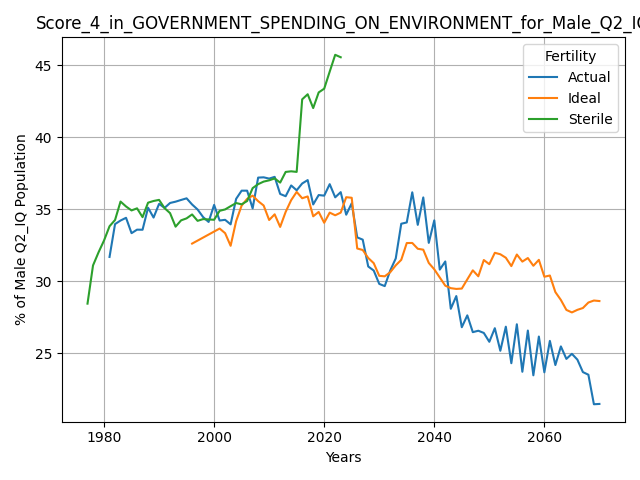 Score_4_in_GOVERNMENT_SPENDING_ON_ENVIRONMENT_for_Male_Q2_IQ
% of Male Q2_IQ Population
45
40
35
30
25
Fertility
Actual
Ideal
Sterile
1980 2000 2020 2040 2060
Years